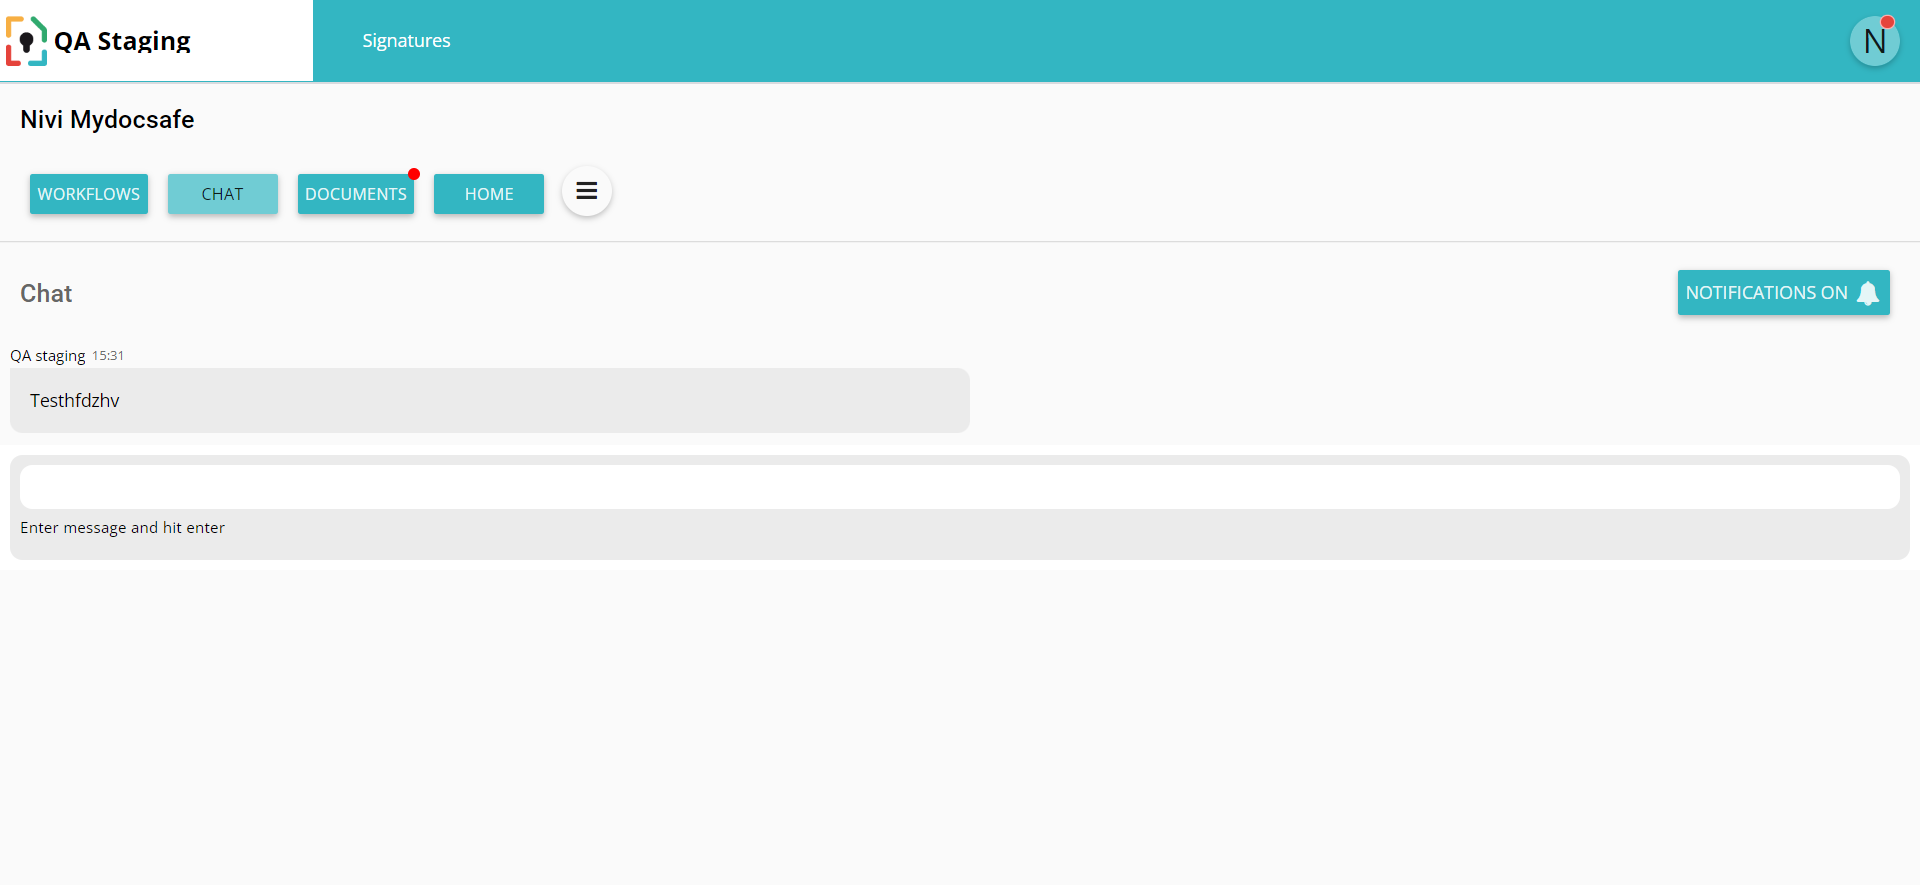 QA Staging
Signatures
N
Nivi Mydocsafe
WORKFLOWS
CHAT
DOCUMENTS
HOME
Chat
NOTIFICATIONS ON
QA staging 15:31
Testhfdzhv
Enter message and hit enter